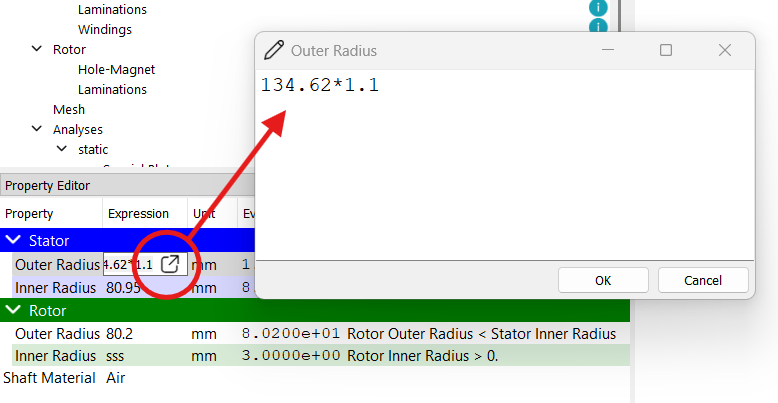 Laminations
Windings
Rotor
Hole-Magnet
Laminations
Mesh
Analyses
static
Outer Radius
134.62*1.1
OK
Cancel
Property Editor
Property Expression Unit
Stator
Outer Radius 4.62*1.1 mm 1.
Inner Radius 80.95 mm 8.
Rotor
Outer Radius 80.2 mm 8.0200e+01 Rotor Outer Radius < Stator Inner Radius
Inner Radius sss mm 3.0000e+00 Rotor Inner Radius > 0.
Shaft Material Air